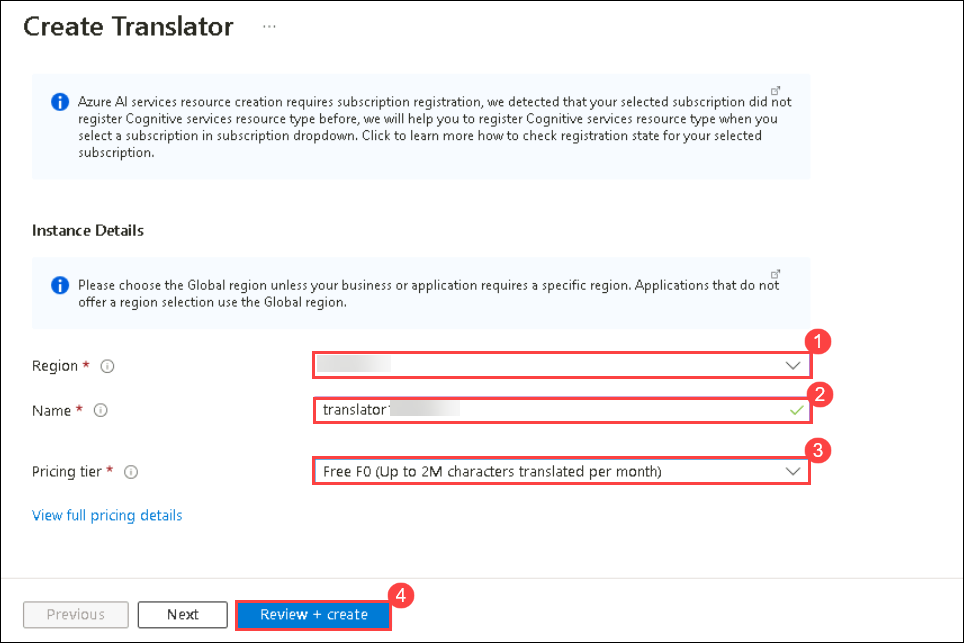 Create Translator ...
Azure AI services resource creation requires subscription registration, we detected that your selected subscription did not
register Cognitive services resource type before, we will help you to register Cognitive services resource type when you
select a subscription in subscription dropdown. Click to learn more how to check registration state for your selected
subscription.
Instance Details
Please choose the Global region unless your business or application requires a specific region. Applications that do not
offer a region selection use the Global region.
1
Region *
2
Name * translator
3
Pricing tier * Free F0 (Up to 2M characters translated per month)
View full pricing details
4
Previous Next Review + create